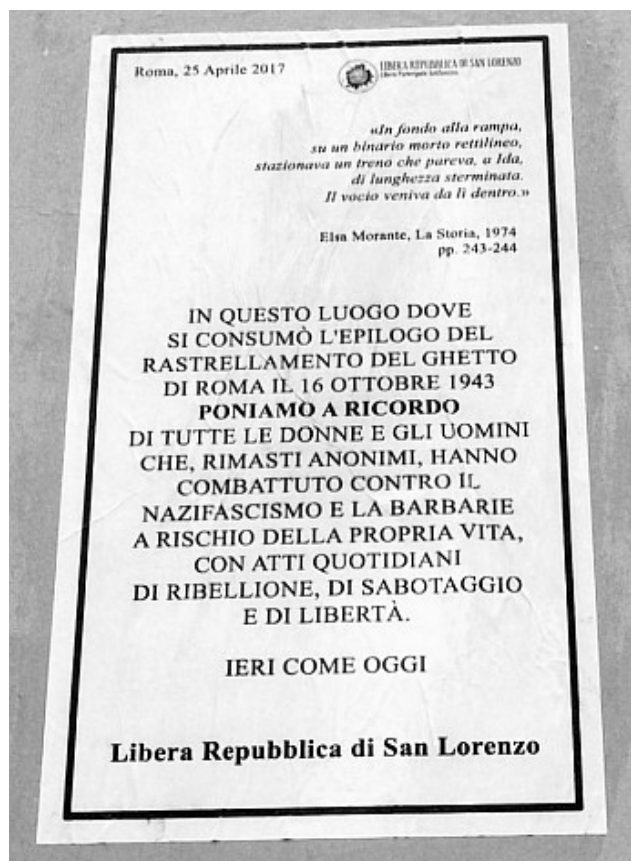 Roma, 25 Aprile 2017
LIBERA REPUBBLICA DI SAN LORENZO
«In fondo alla rampa,
su un binario morto rettilineo,
stazionava un treno che pareva, a Ida,
di lunghezza sterminata.
Il vocio veniva da lì dentro.»
Elsa Morante, La Storia, 1974
pp. 243-244
IN QUESTO LUOGO DOVE
SI CONSUMÒ L'EPILOGO DEL
RASTRELLAMENTO DEL GHETTO
DI ROMA IL 16 OTTOBRE 1943
PONIAMO A RICORDO
DI TUTTE LE DONNE E GLI UOMINI
CHE, RIMASTI ANONIMI, HANNO
COMBATTUTO CONTRO IL
NAZIFASCISMO E LA BARBARIE
A RISCHIO DELLA PROPRIA VITA,
CON ATTI QUOTIDIANI
DI RIBELLIONE, DI SABOTAGGIO
E DI LIBERTÀ.
IERI COME OGGI
Libera Repubblica di San Lorenzo